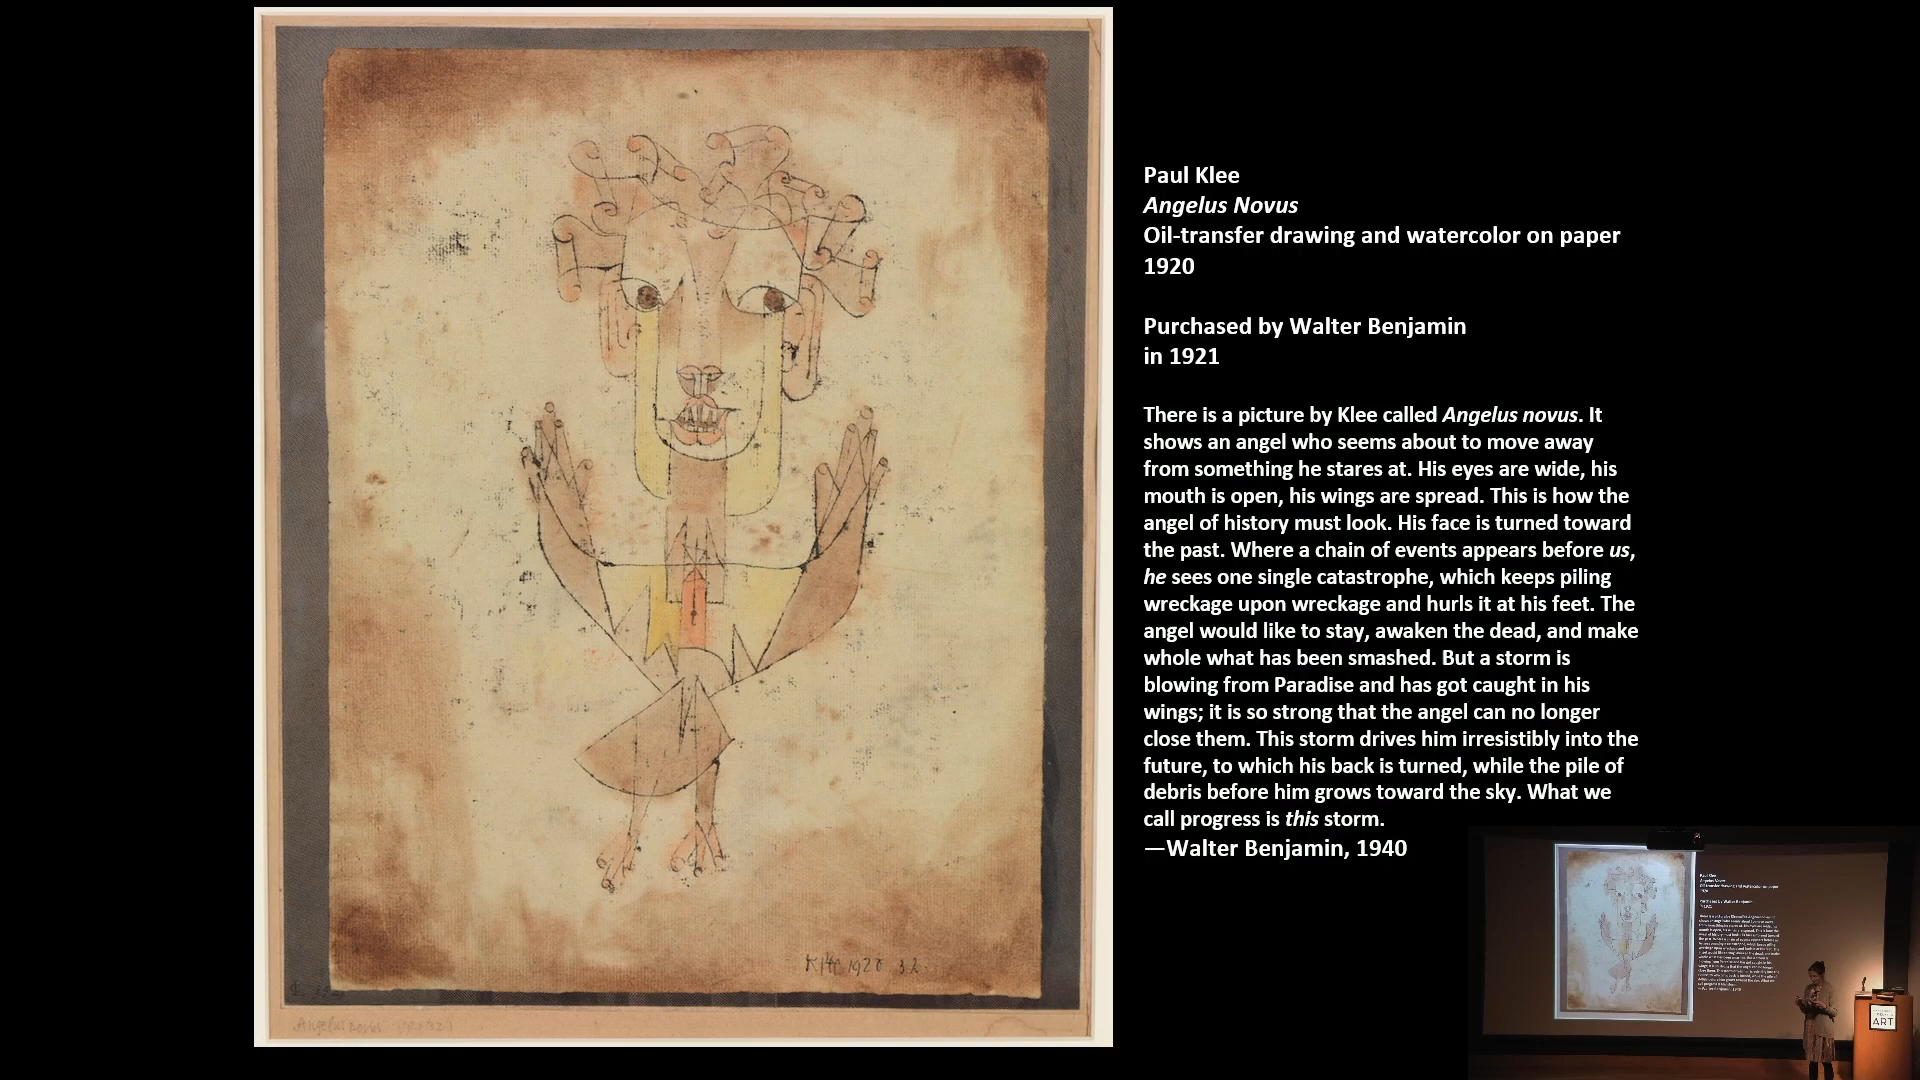 Paul Klee
Angelus Novus
Oil-transfer drawing and watercolor on paper
1920
Purchased by Walter Benjamin
in 1921
There is a picture by Klee called Angelus novus. It
shows an angel who seems about to move away
from something he stares at. His eyes are wide, his
mouth is open, his wings are spread. This is how the
angel of history must look. His face is turned toward
the past. Where a chain of events appears before us,
he sees one single catastrophe, which keeps piling
wreckage upon wreckage and hurls it at his feet. The
angel would like to stay, awaken the dead, and make
whole what has been smashed. But a storm is
blowing from Paradise and has got caught in his
wings; it is so strong that the angel can no longer
close them. This storm drives him irresistibly into the
future, to which his back is turned, while the pile of
debris before him grows toward the sky. What we
call progress is this storm.
—Walter Benjamin, 1940
Klee 1920 32.
Angelus novus
ART